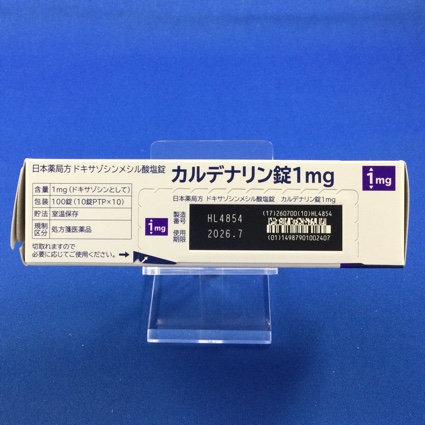 日本薬局方 ドキサゾシンメシル酸塩錠 カルデナリン錠1mg
1mg
含量 1mg(ドキサゾシンとして)
包装 100錠(10錠PTP×10)
貯法 室温保存
規制区分 処方箋医薬品
切取れますので
必要に応じてご使用ください。
1mg
日本薬局方 ドキサゾシンメシル酸塩錠 カルデナリン錠1mg
製造番号 HL4854
使用期限 2026.7
(17)260700(10)HL4854
(01)14987901002407